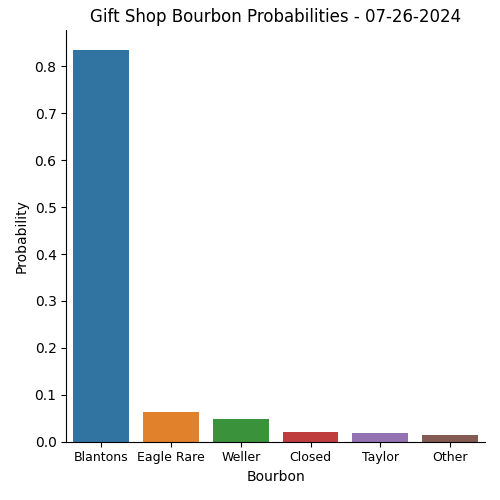 Gift Shop Bourbon Probabilities - 07-26-2024
0.8
0.7
0.6
0.5
0.4
0.3
0.2
0.1
0.0
Probability
Blantons Eagle Rare Weller Closed Taylor Other
Bourbon